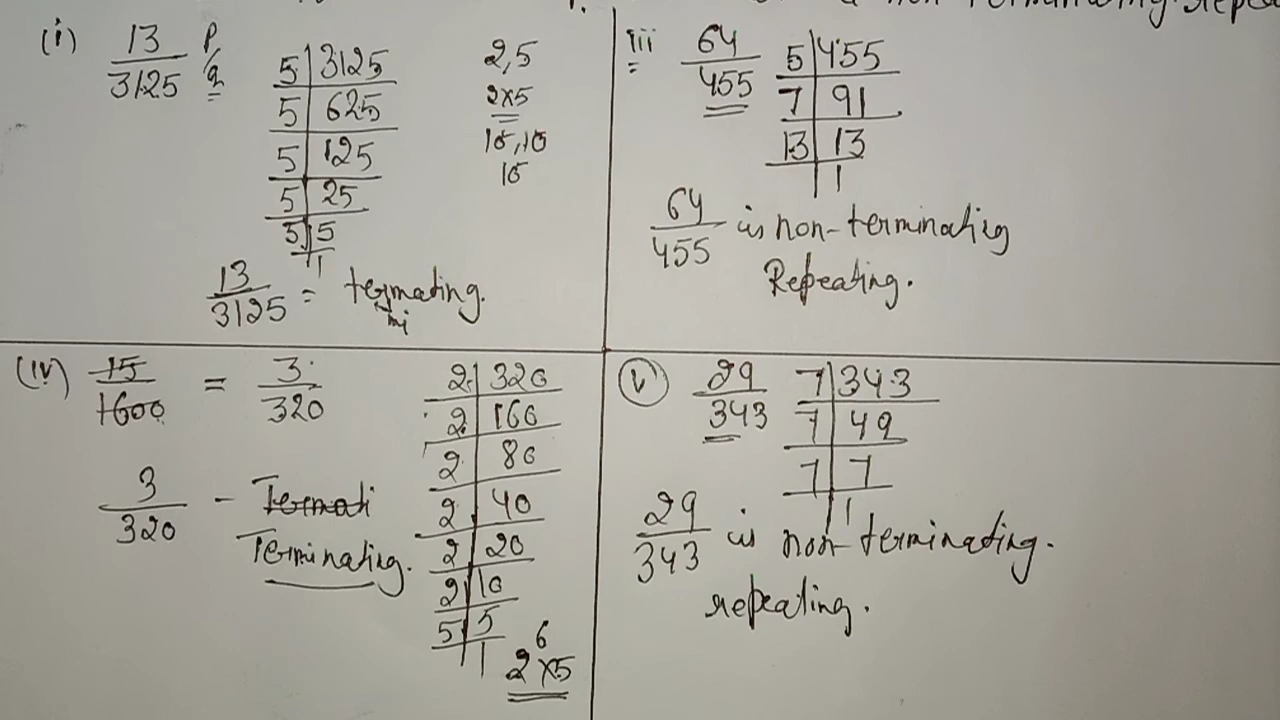 a non Terminating Repea
(i) 13/3125 P/q
5 | 3125
5 | 625
5 | 125
5 | 25
5 | 5
1
2,5
2×5
10,10
10
13/3125 = termating.
mi
iii 64/455
5 | 455
7 | 91
13 | 13
1
64/455 is non-terminating
Repeating.
(iv) 15/1600 = 3/320
2 | 320
2 | 160
2 | 80
2 | 40
2 | 20
2 | 10
5 | 5
1
2^6 × 5
3/320 - Termati
Terminating.
(v) 29/343
7 | 343
7 | 49
7 | 7
1
29/343 is non-terminating.
repeating.